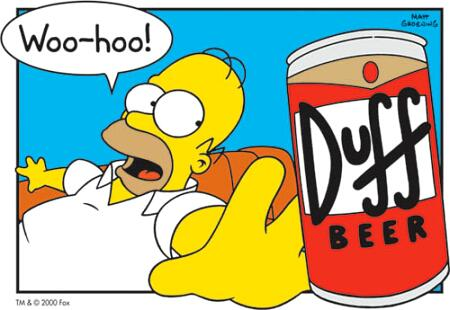 Woo-hoo!
MATT
GROENING
Duff
BEER
TM & © 2000 Fox